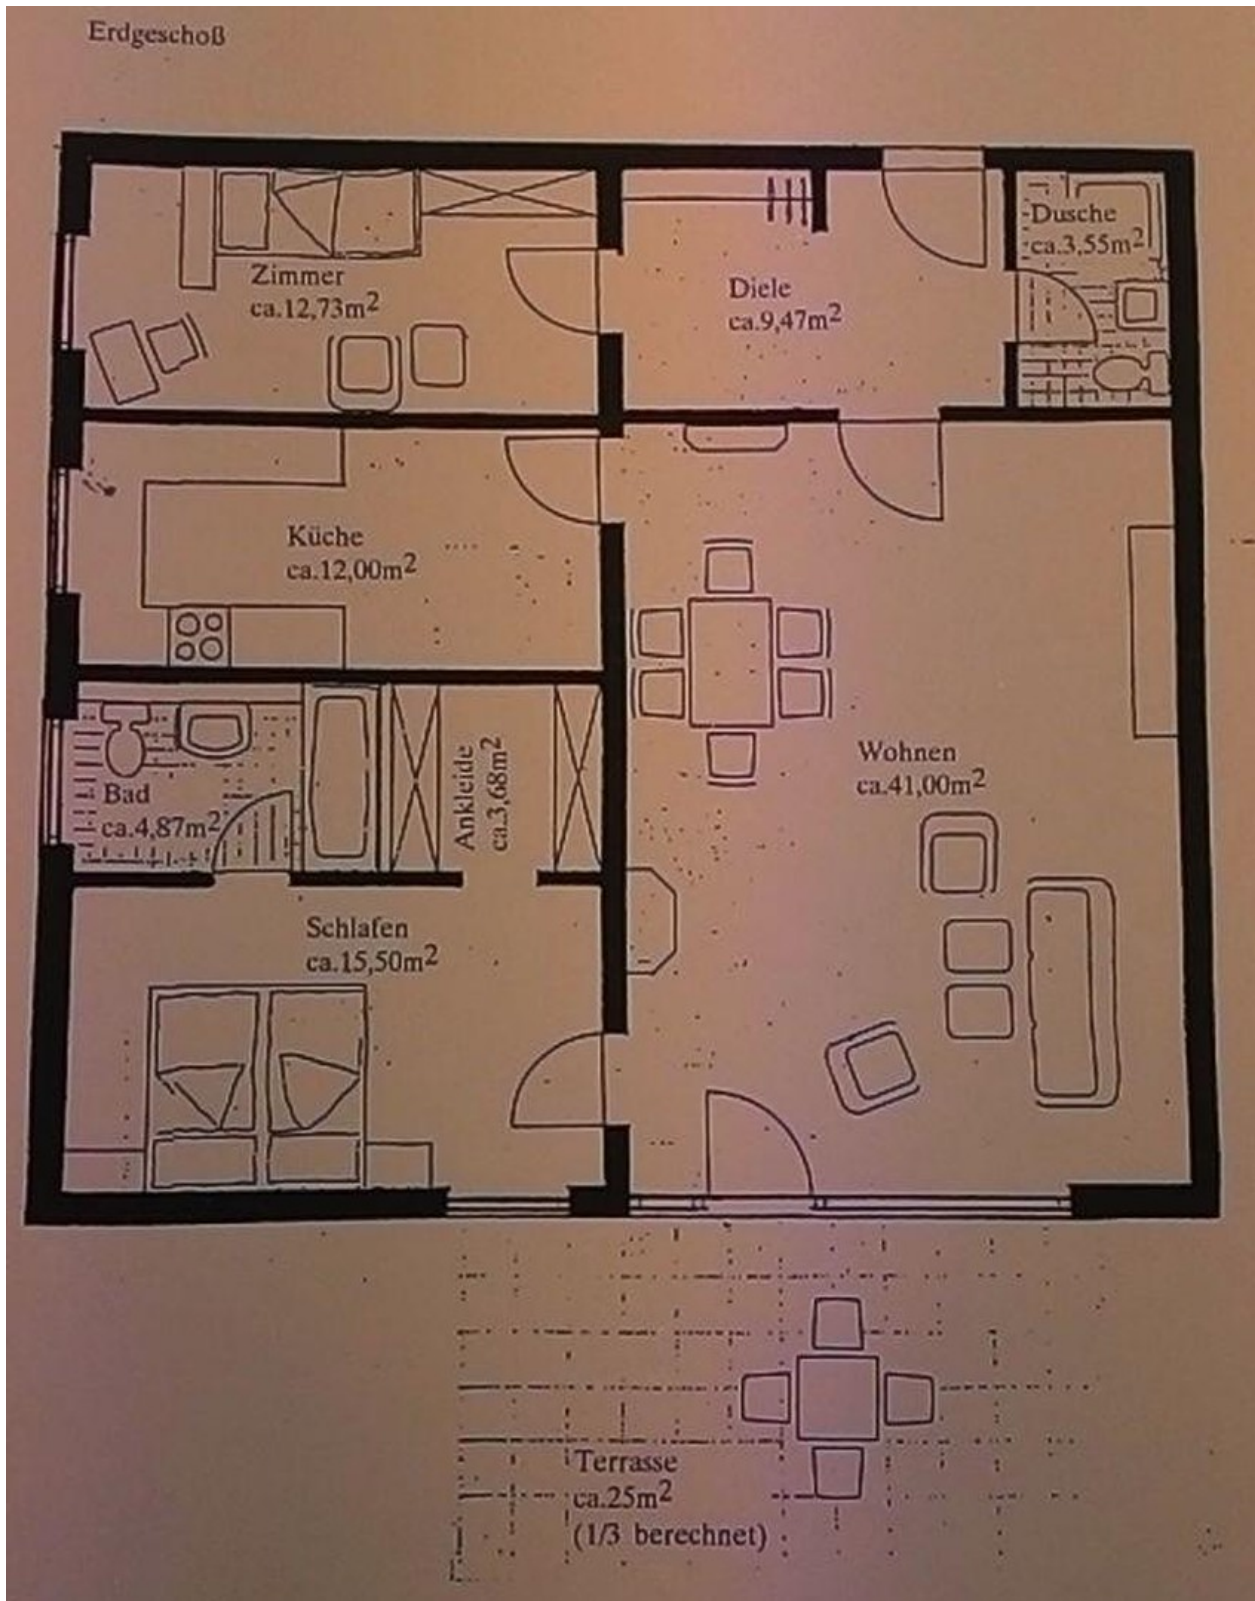 Erdgeschoß
Dusche
ca.3,55m2
Zimmer
ca.12,73m2
Diele
ca.9,47m2
Küche
ca.12,00m2
Wohnen
ca.41,00m2
Ankleide
ca.3,68m2
Bad
ca.4,87m2
Schlafen
ca.15,50m2
Terrasse
ca.25m2
(1/3 berechnet)